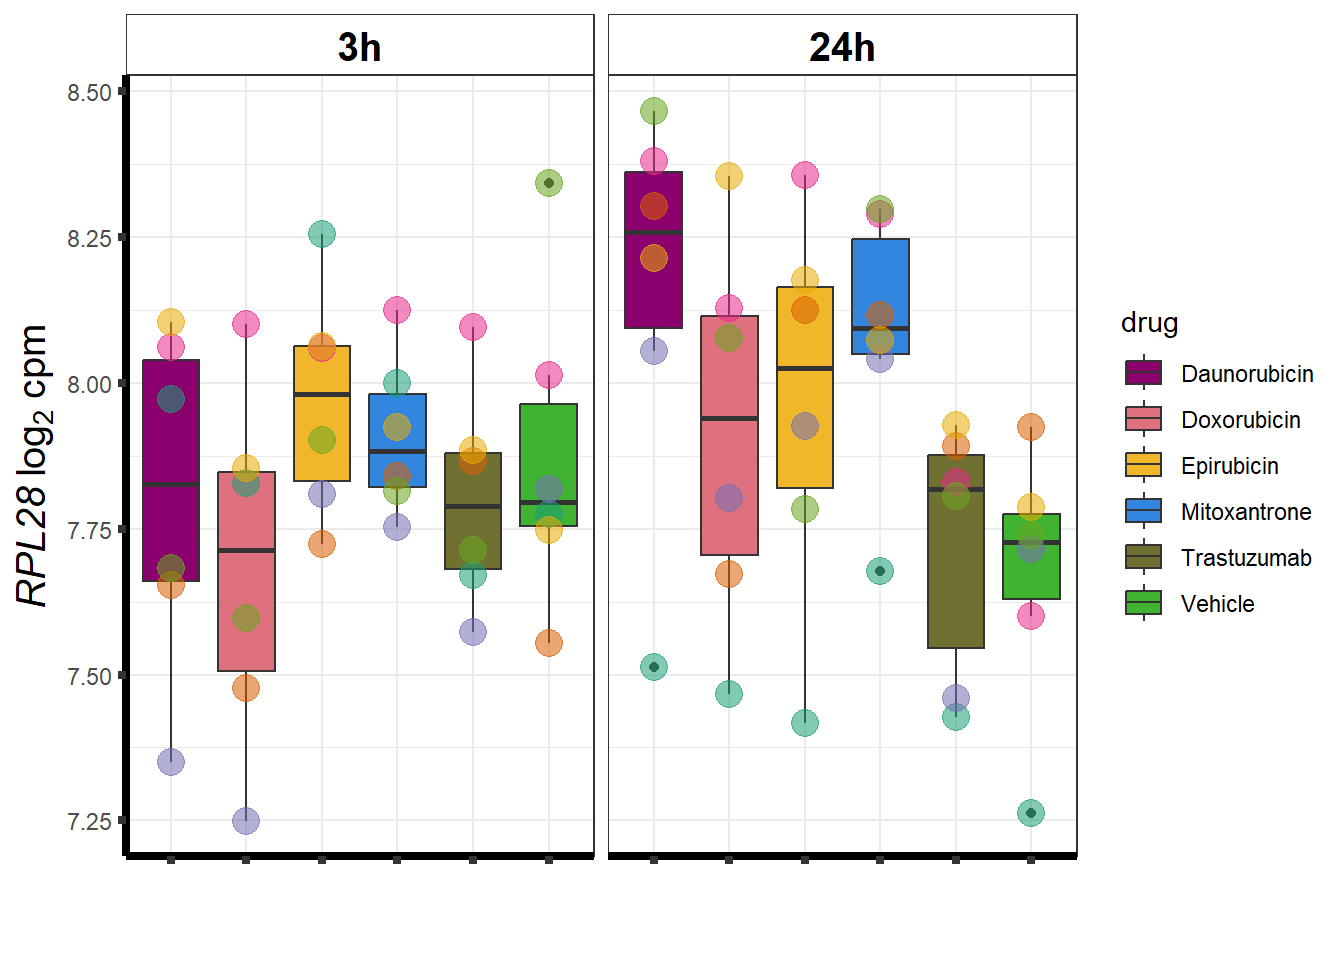 3h
24h
8.50
8.25
8.00
7.75
7.50
7.25
RPL28 log2 cpm
drug
Daunorubicin
Doxorubicin
Epirubicin
Mitoxantrone
Trastuzumab
Vehicle